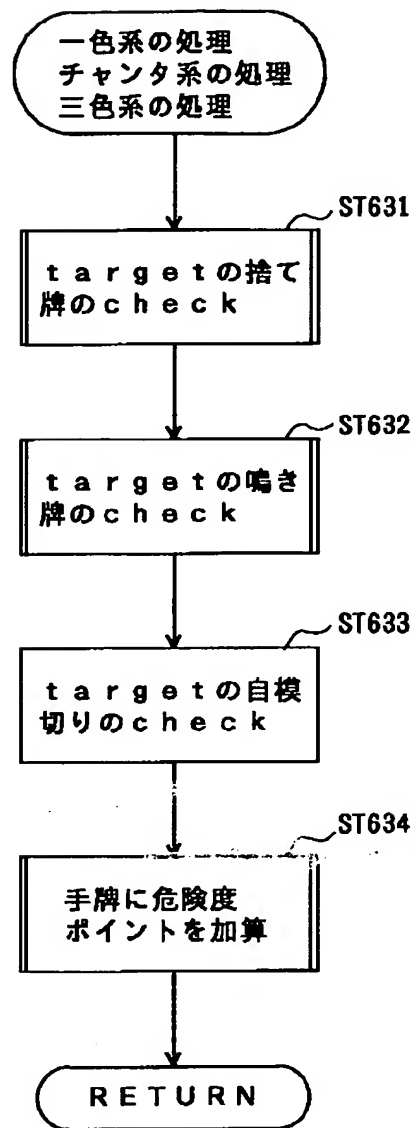 一色系の処理
チャンタ系の処理
三色系の処理
ST631
targetの捨て
牌のcheck
ST632
targetの鳴き
牌のcheck
ST633
targetの自模
切りのcheck
ST634
手牌に危険度
ポイントを加算
RETURN